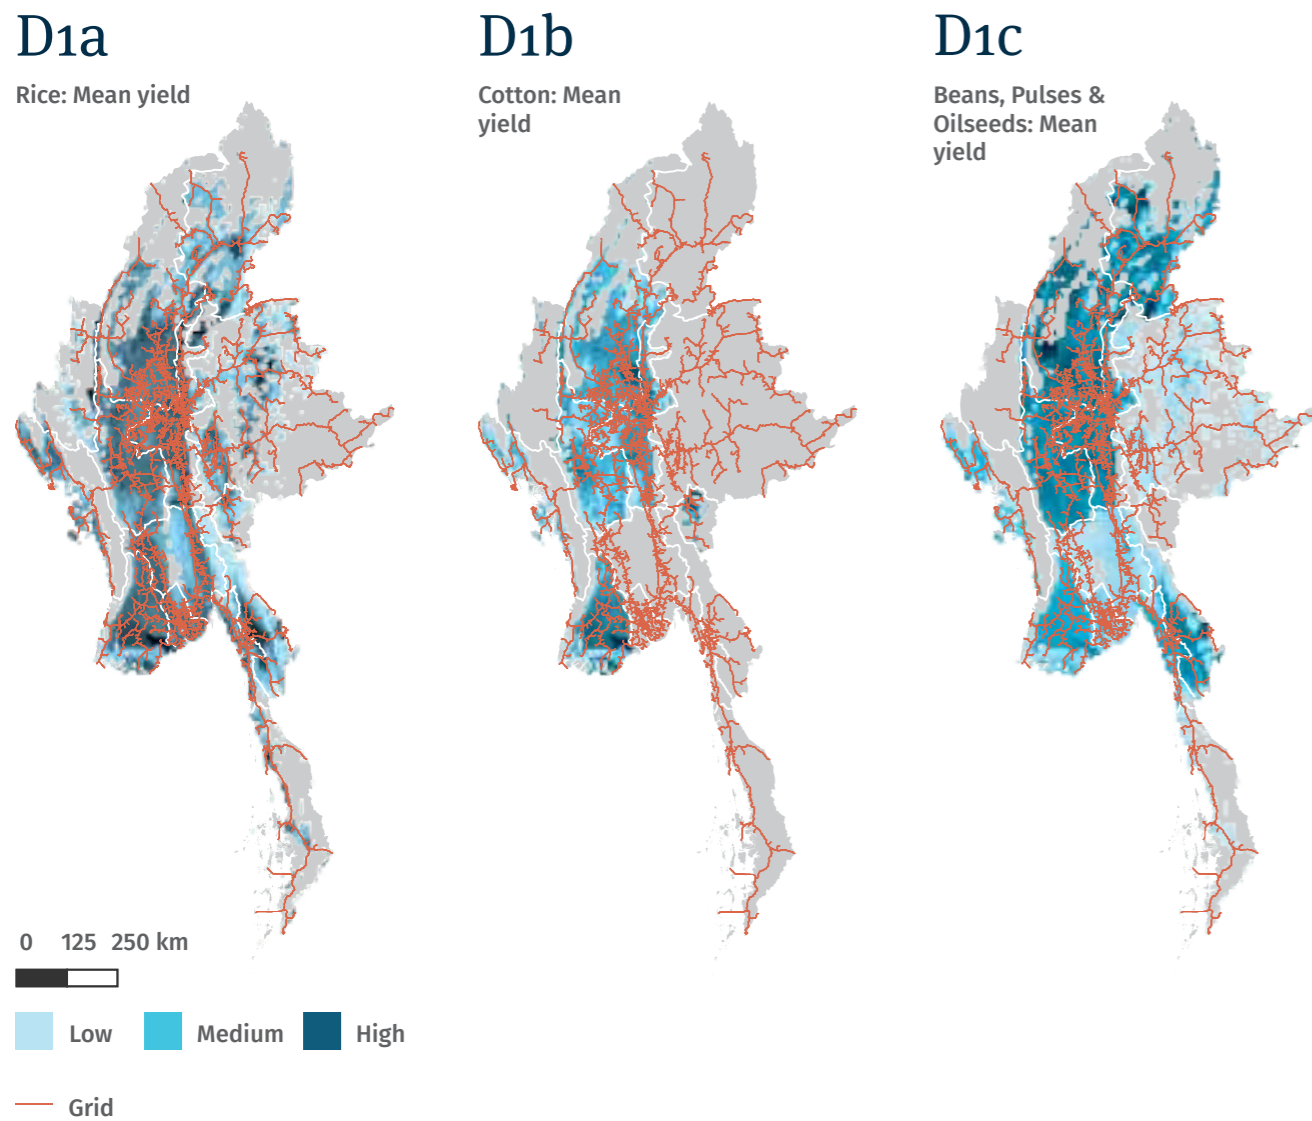 D1a
Rice: Mean yield
D1b
Cotton: Mean
yield
D1c
Beans, Pulses &
Oilseeds: Mean
yield
0 125 250 km
Low Medium High
Grid